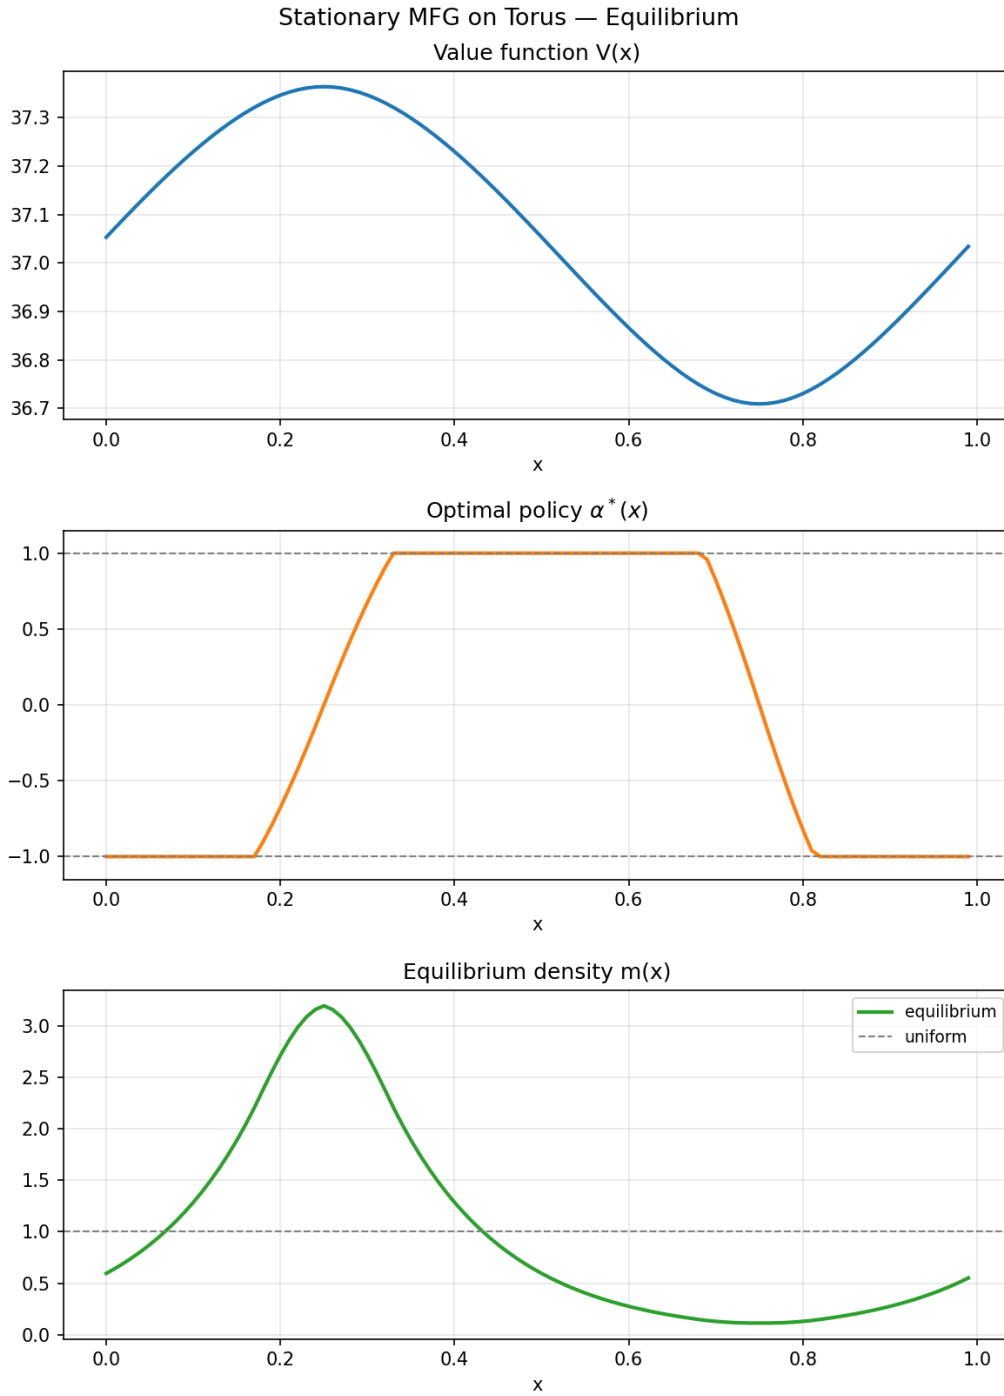 Stationary MFG on Torus — Equilibrium
Value function V(x)
37.3
37.2
37.1
37.0
36.9
36.8
36.7
0.0 0.2 0.4 0.6 0.8 1.0
x
Optimal policy α*(x)
1.0
0.5
0.0
−0.5
−1.0
0.0 0.2 0.4 0.6 0.8 1.0
x
Equilibrium density m(x)
equilibrium
uniform
3.0
2.5
2.0
1.5
1.0
0.5
0.0
0.0 0.2 0.4 0.6 0.8 1.0
x